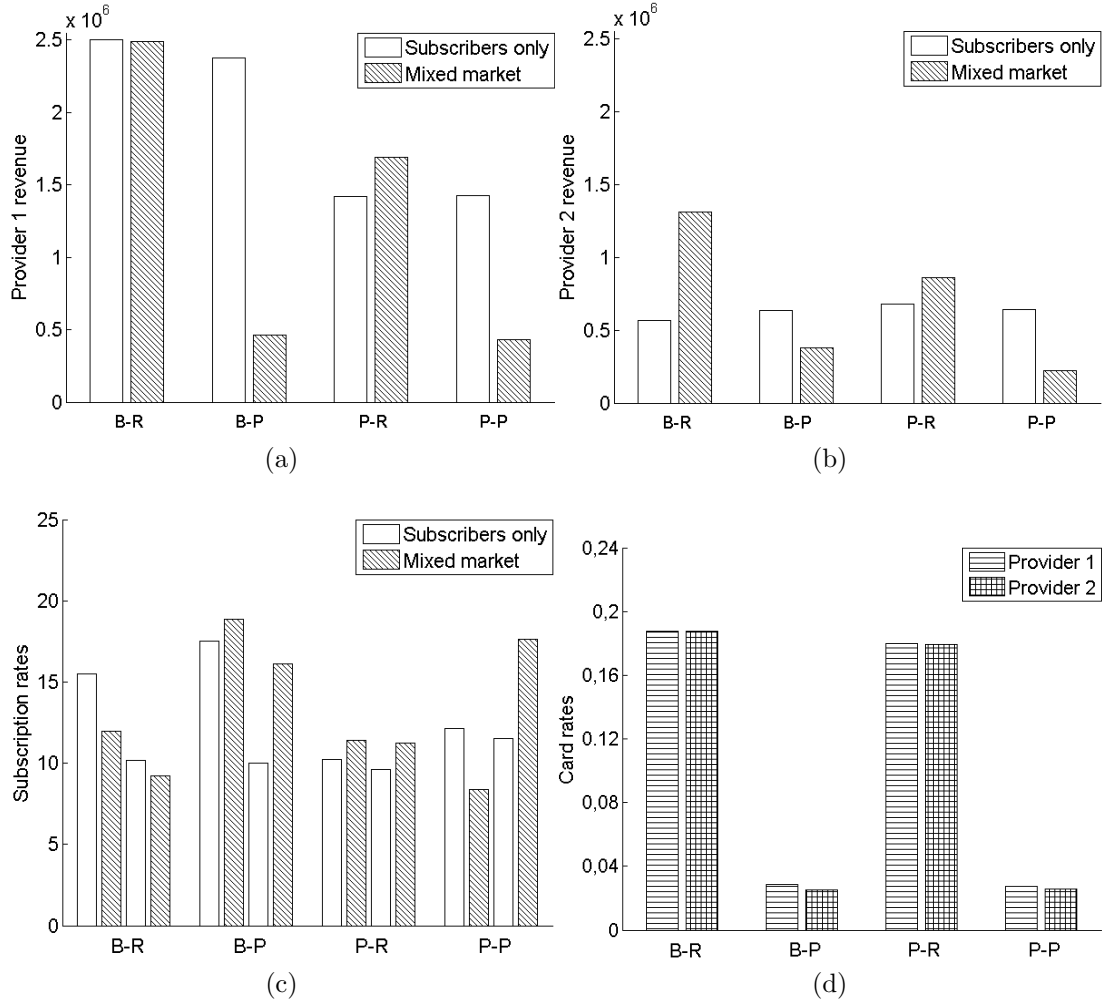 x 10^6
2.5
2
1.5
1
0.5
0
Provider 1 revenue
Subscribers only
Mixed market
B-R B-P P-R P-P
(a)
x 10^6
2.5
2
1.5
1
0.5
0
Provider 2 revenue
Subscribers only
Mixed market
B-R B-P P-R P-P
(b)
25
20
15
10
5
0
Subscription rates
Subscribers only
Mixed market
B-R B-P P-R P-P
(c)
0,24
0,2
0,16
0,12
0,08
0,04
0
Card rates
Provider 1
Provider 2
B-R B-P P-R P-P
(d)